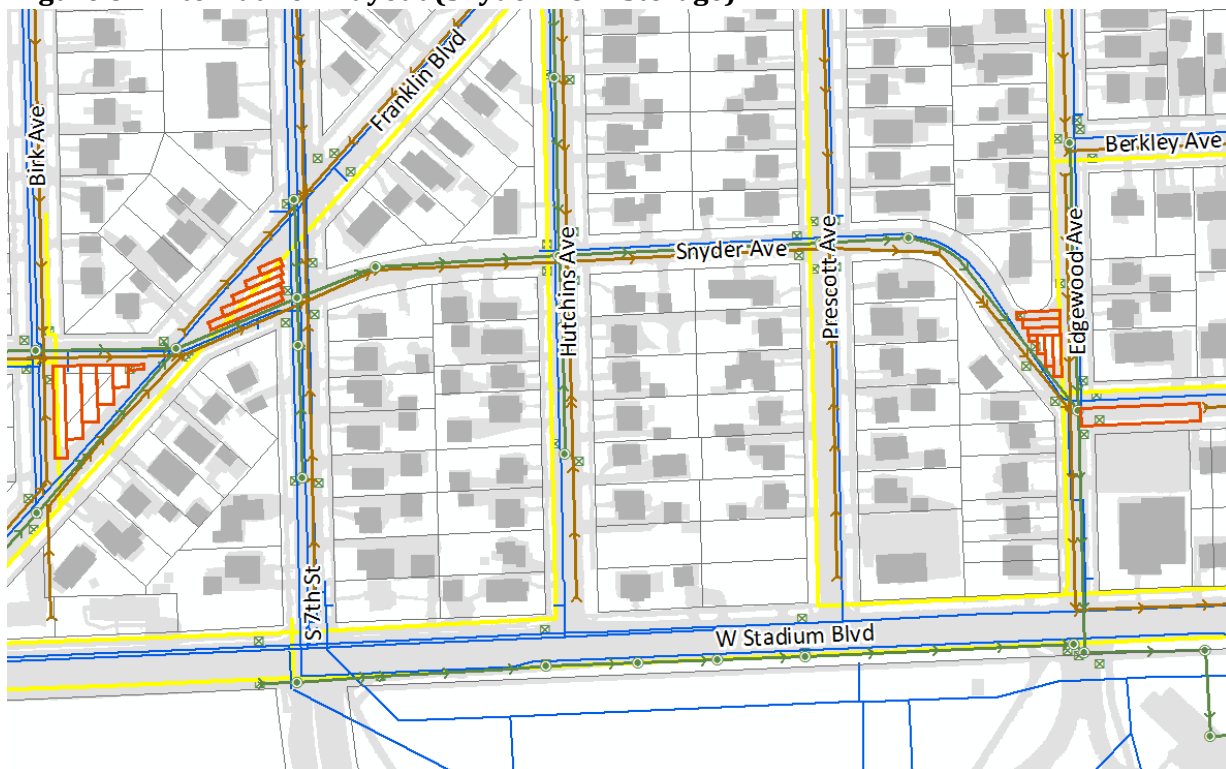 Birk Ave
Franklin Blvd
Berkley Ave
Hutchins Ave
Snyder Ave
Prescott Ave
Edgewood Ave
S 7th St
W Stadium Blvd